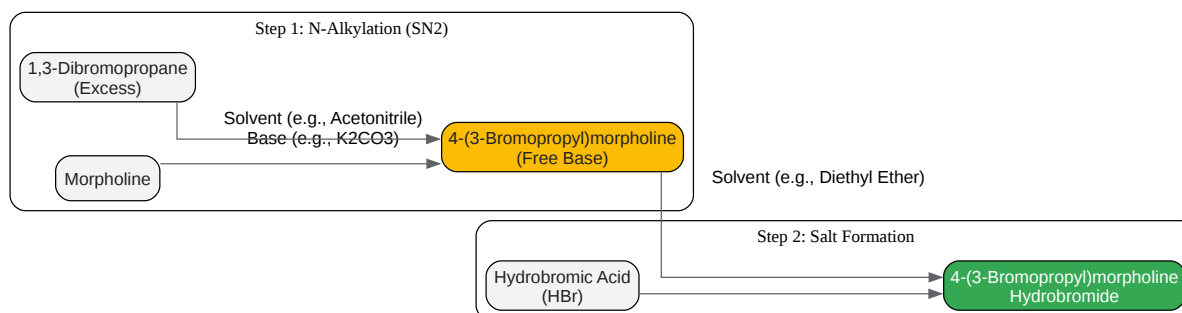 Step 1: N-Alkylation (SN2)
1,3-Dibromopropane
(Excess)
Solvent (e.g., Acetonitrile)
Base (e.g., K2CO3)
4-(3-Bromopropyl)morpholine
(Free Base)
Morpholine
Solvent (e.g., Diethyl Ether)
Step 2: Salt Formation
Hydrobromic Acid
(HBr)
4-(3-Bromopropyl)morpholine
Hydrobromide